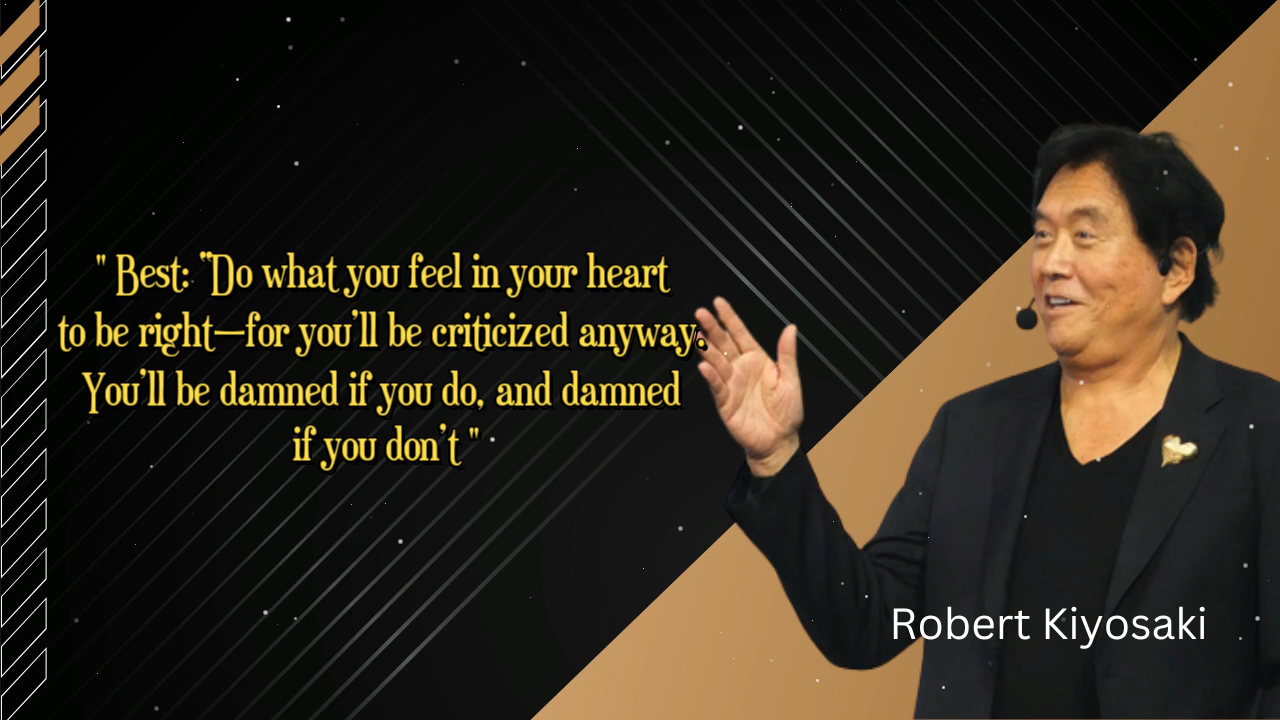 " Best: “Do what you feel in your heart
to be right—for you’ll be criticized anyway.
You’ll be damned if you do, and damned
if you don’t "
Robert Kiyosaki